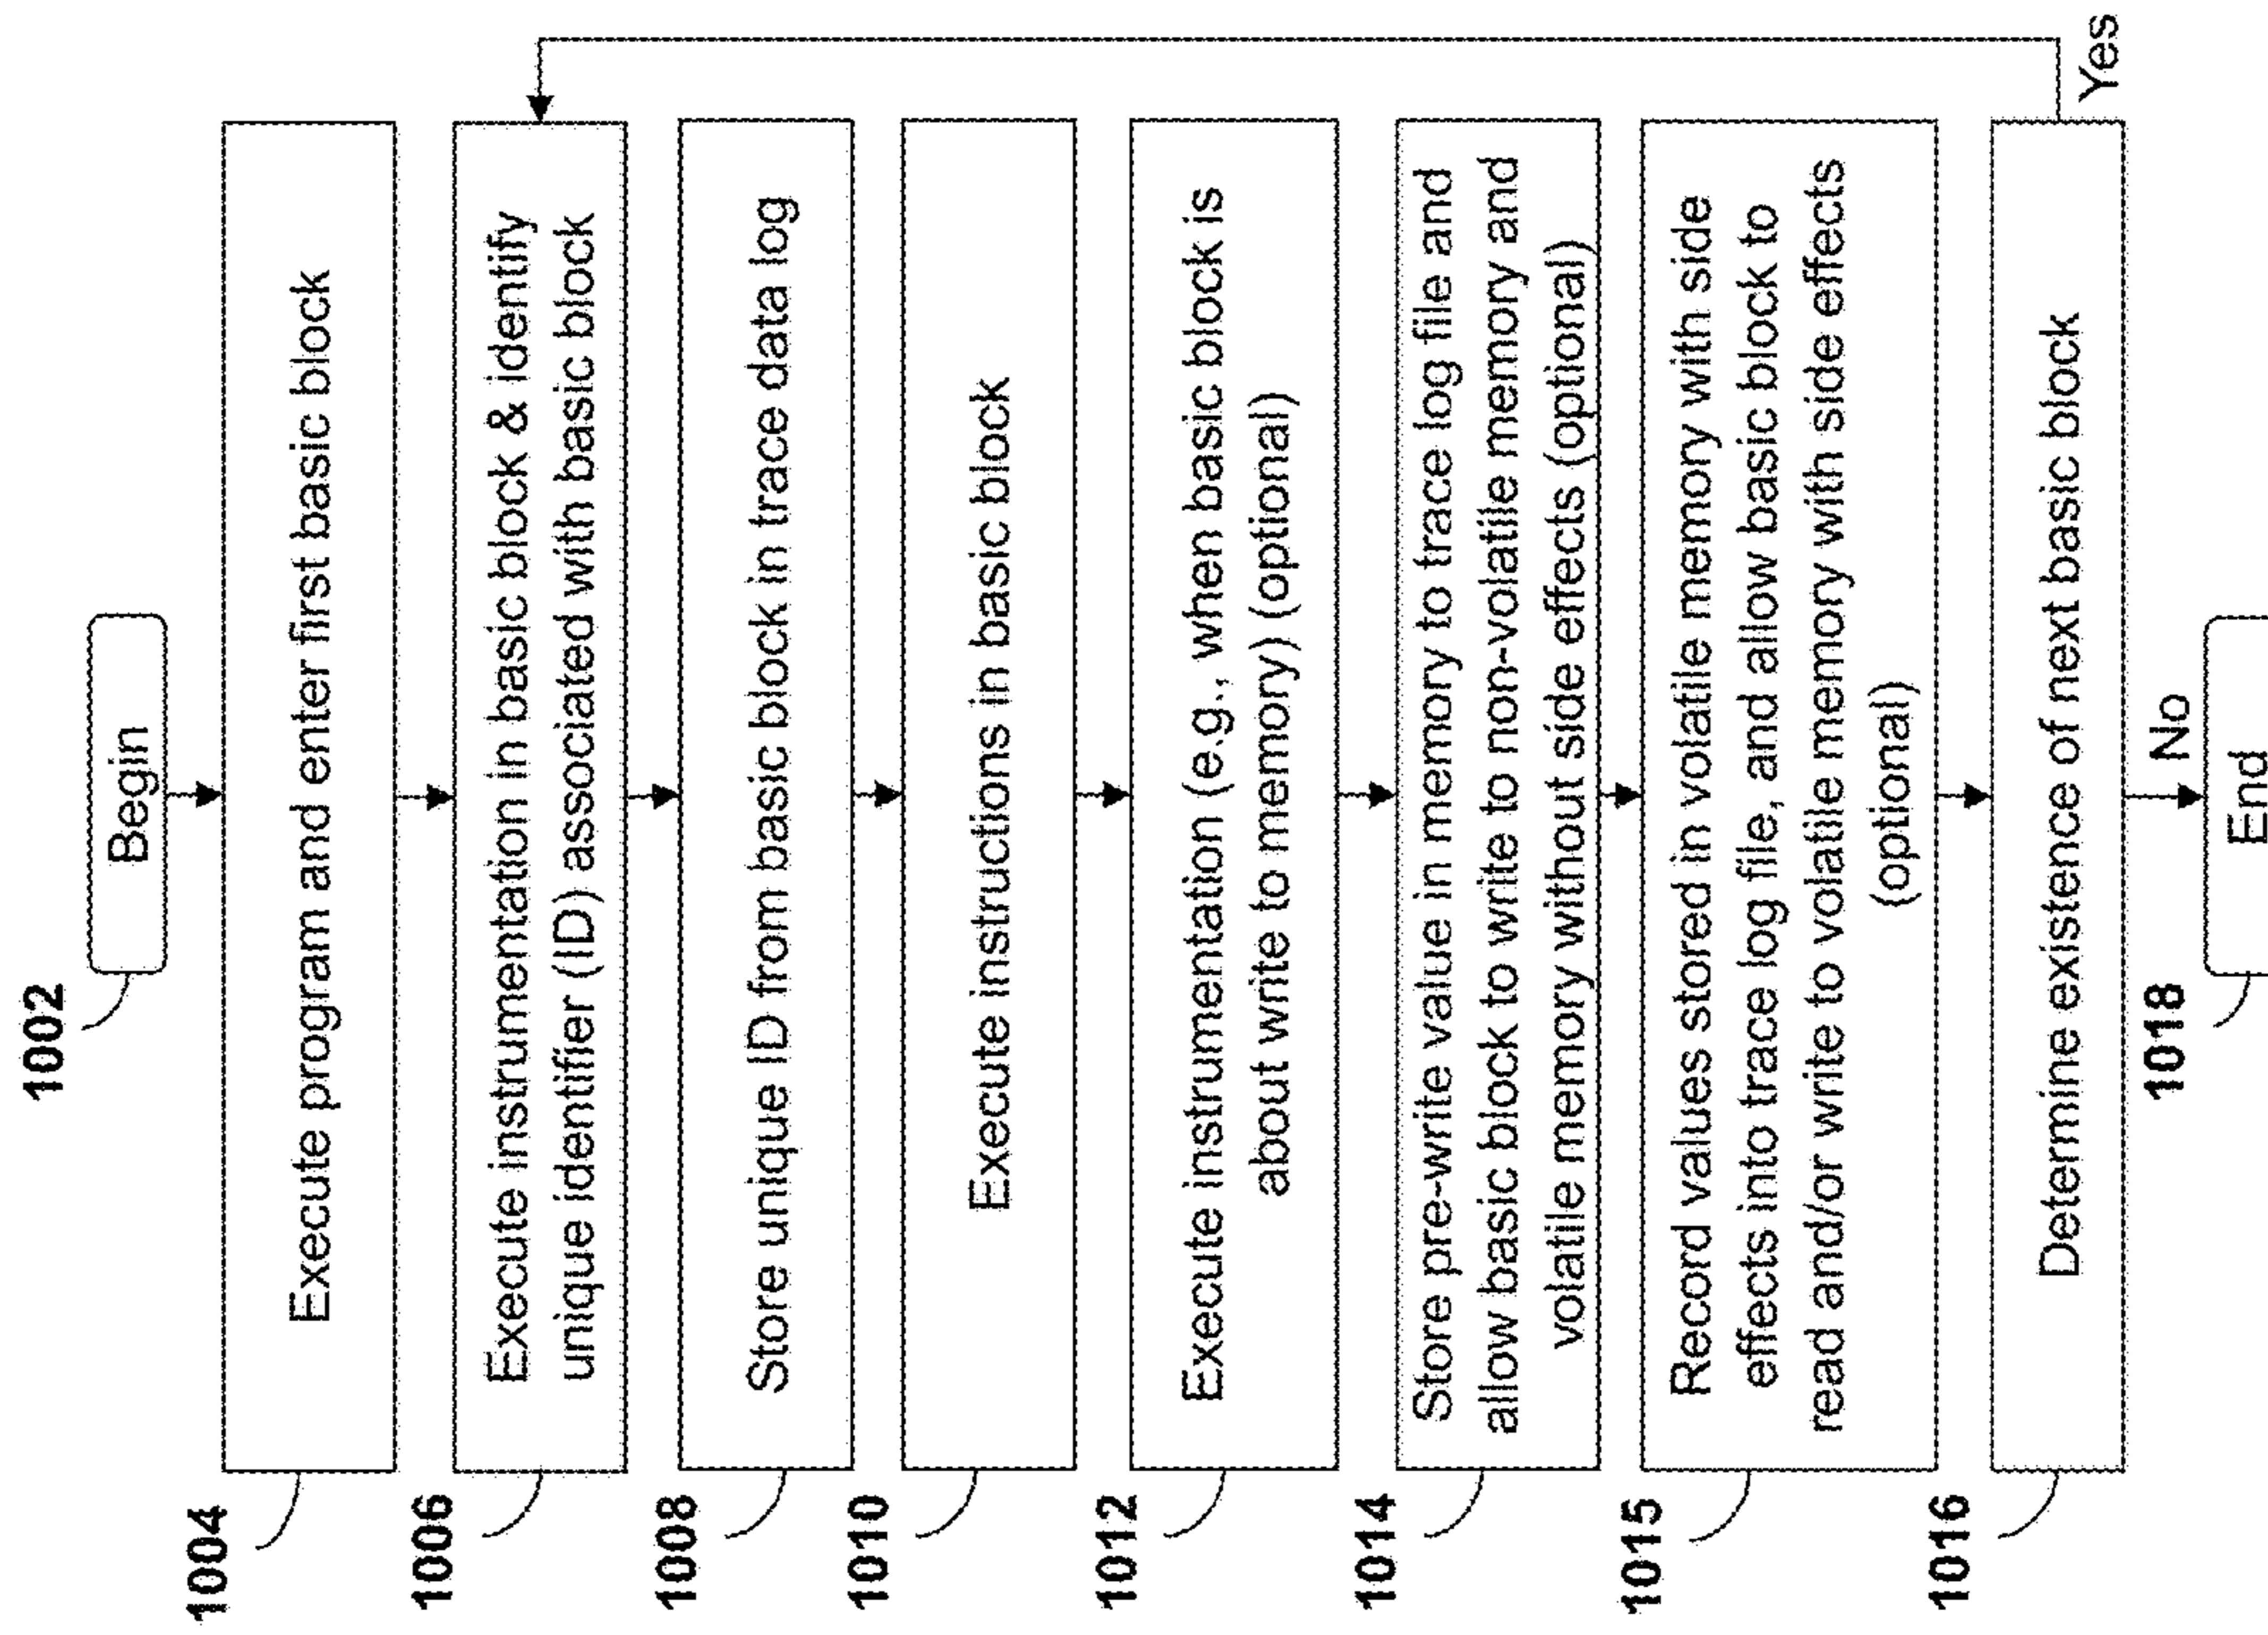 1002
Begin
1004
Execute program and enter first basic block
1006
Execute instrumentation in basic block & identify
unique identifier (ID) associated with basic block
1008
Store unique ID from basic block in trace data log
1010
Execute instructions in basic block
1012
Execute instrumentation (e.g., when basic block is
about write to memory) (optional)
1014
Store pre-write value in memory to trace log file and
allow basic block to write to non-volatile memory and
volatile memory without side effects (optional)
1015
Record values stored in volatile memory with side
effects into trace log file, and allow basic block to
read and/or write to volatile memory with side effects
(optional)
1016
Determine existence of next basic block
Yes
No
1018
End